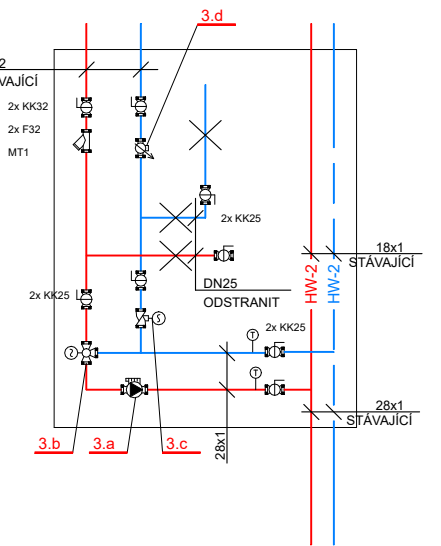 3.d
2
VAJÍCÍ
2x KK32
2x F32
MT1
2x KK25
18x1
STÁVAJÍCÍ
HW-2
HW-2
DN25
ODSTRANIT
2x KK25
2x KK25
T
T
28x1
STÁVAJÍCÍ
28x1
3.b
3.a
3.c